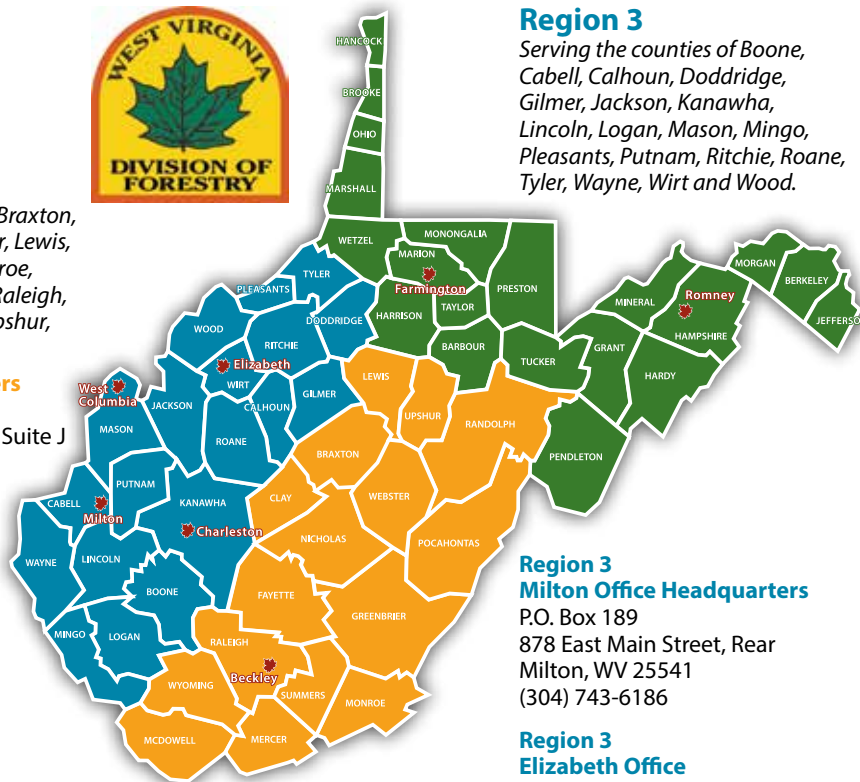 WEST VIRGINIA
DIVISION OF
FORESTRY
Region 3
Serving the counties of Boone,
Cabell, Calhoun, Doddridge,
Gilmer, Jackson, Kanawha,
Lincoln, Logan, Mason, Mingo,
Pleasants, Putnam, Ritchie, Roane,
Tyler, Wayne, Wirt and Wood.
Braxton,
Lewis,
Suite J
HANCOCK
BROOKE
OHIO
MARSHALL
WETZEL
MONONGALIA
MARION
Farmington
PRESTON
TAYLOR
HARRISON
BARBOUR
TUCKER
MORGAN
BERKELEY
JEFFERSO
MINERAL
Romney
HAMPSHIRE
GRANT
HARDY
PENDLETON
TYLER
PLEASANTS
DODDRIDGE
WOOD
RITCHIE
Elizabeth
WIRT
West
Columbia
JACKSON
CALHOUN
GILMER
MASON
ROANE
PUTNAM
CABELL
Milton
KANAWHA
Charleston
WAYNE
LINCOLN
BOONE
MINGO
LOGAN
LEWIS
UPSHUR
RANDOLPH
BRAXTON
CLAY
WEBSTER
NICHOLAS
POCAHONTAS
FAYETTE
GREENBRIER
RALEIGH
Beckley
WYOMING
SUMMERS
MONROE
MCDOWELL
MERCER
Region 3
Milton Office Headquarters
P.O. Box 189
878 East Main Street, Rear
Milton, WV 25541
(304) 743-6186
Region 3
Elizabeth Office